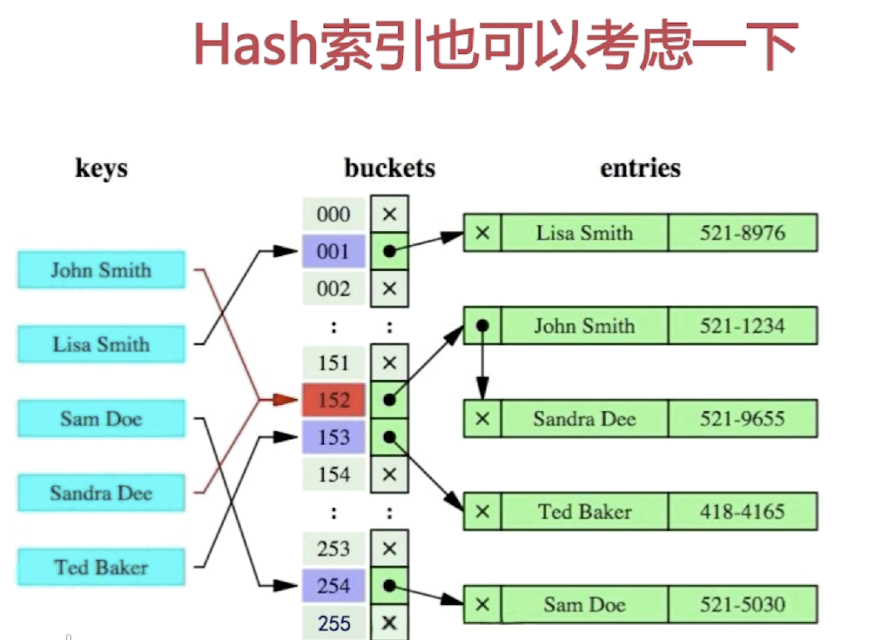 Hash索引也可以考虑一下
keys buckets entries
000 ×
× Lisa Smith 521-8976
001
John Smith
002 ×
: :
× John Smith 521-1234
Lisa Smith
151 ×
152
Sam Doe
× Sandra Dee 521-9655
153
154 ×
Sandra Dee
: :
× Ted Baker 418-4165
253 ×
Ted Baker
254
× Sam Doe 521-5030
255 ×
0